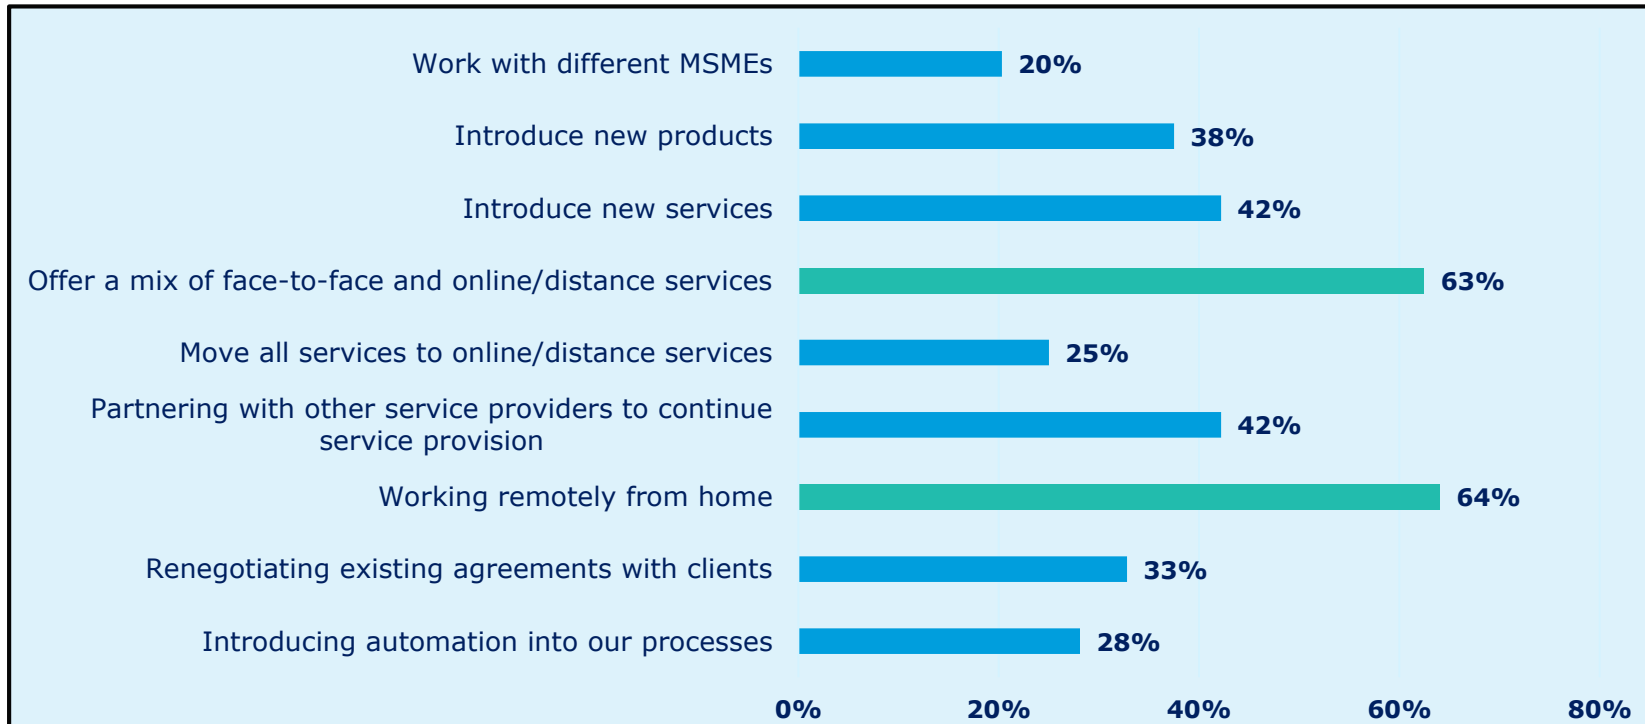 Work with different MSMEs 20%
Introduce new products 38%
Introduce new services 42%
Offer a mix of face-to-face and online/distance services 63%
Move all services to online/distance services 25%
Partnering with other service providers to continue
service provision 42%
Working remotely from home 64%
Renegotiating existing agreements with clients 33%
Introducing automation into our processes 28%
0% 20% 40% 60% 80%